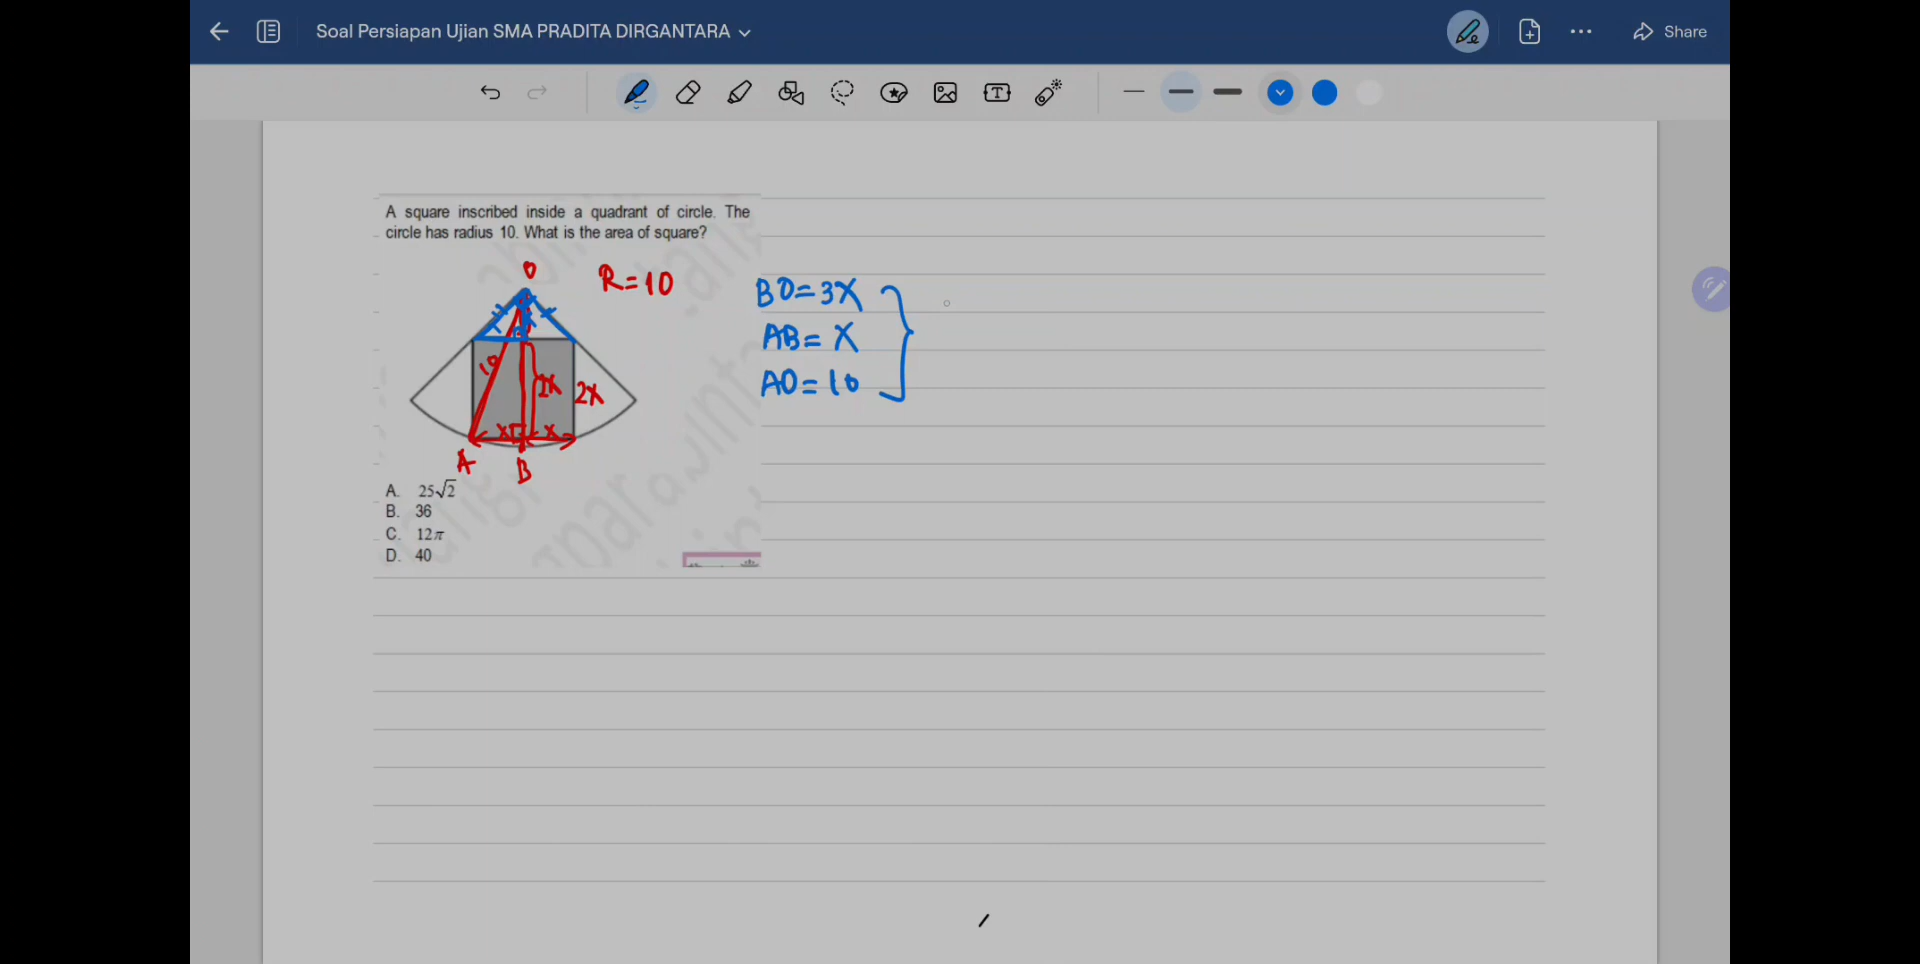 Soal Persiapan Ujian SMA PRADITA DIRGANTARA
Share
A square inscribed inside a quadrant of circle. The
circle has radius 10. What is the area of square?
O
R=10
10
2X
2X
X
X
A
B
A. 25√2
B. 36
C. 12π
D. 40
BO=3X
AB=X
AO=10